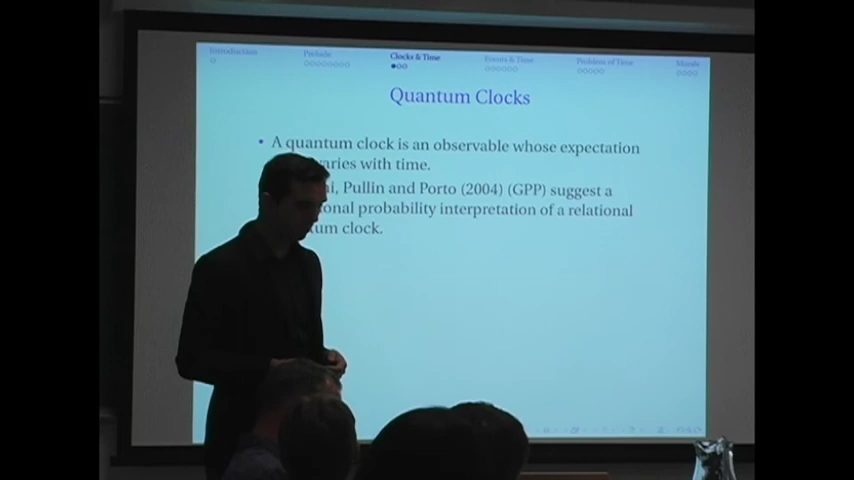 Introduction Prelude Clocks & Time Events & Time Problem of Time Morals
Quantum Clocks
• A quantum clock is an observable whose expectation
varies with time.
Pullin and Porto (2004) (GPP) suggest a
probability interpretation of a relational
clock.